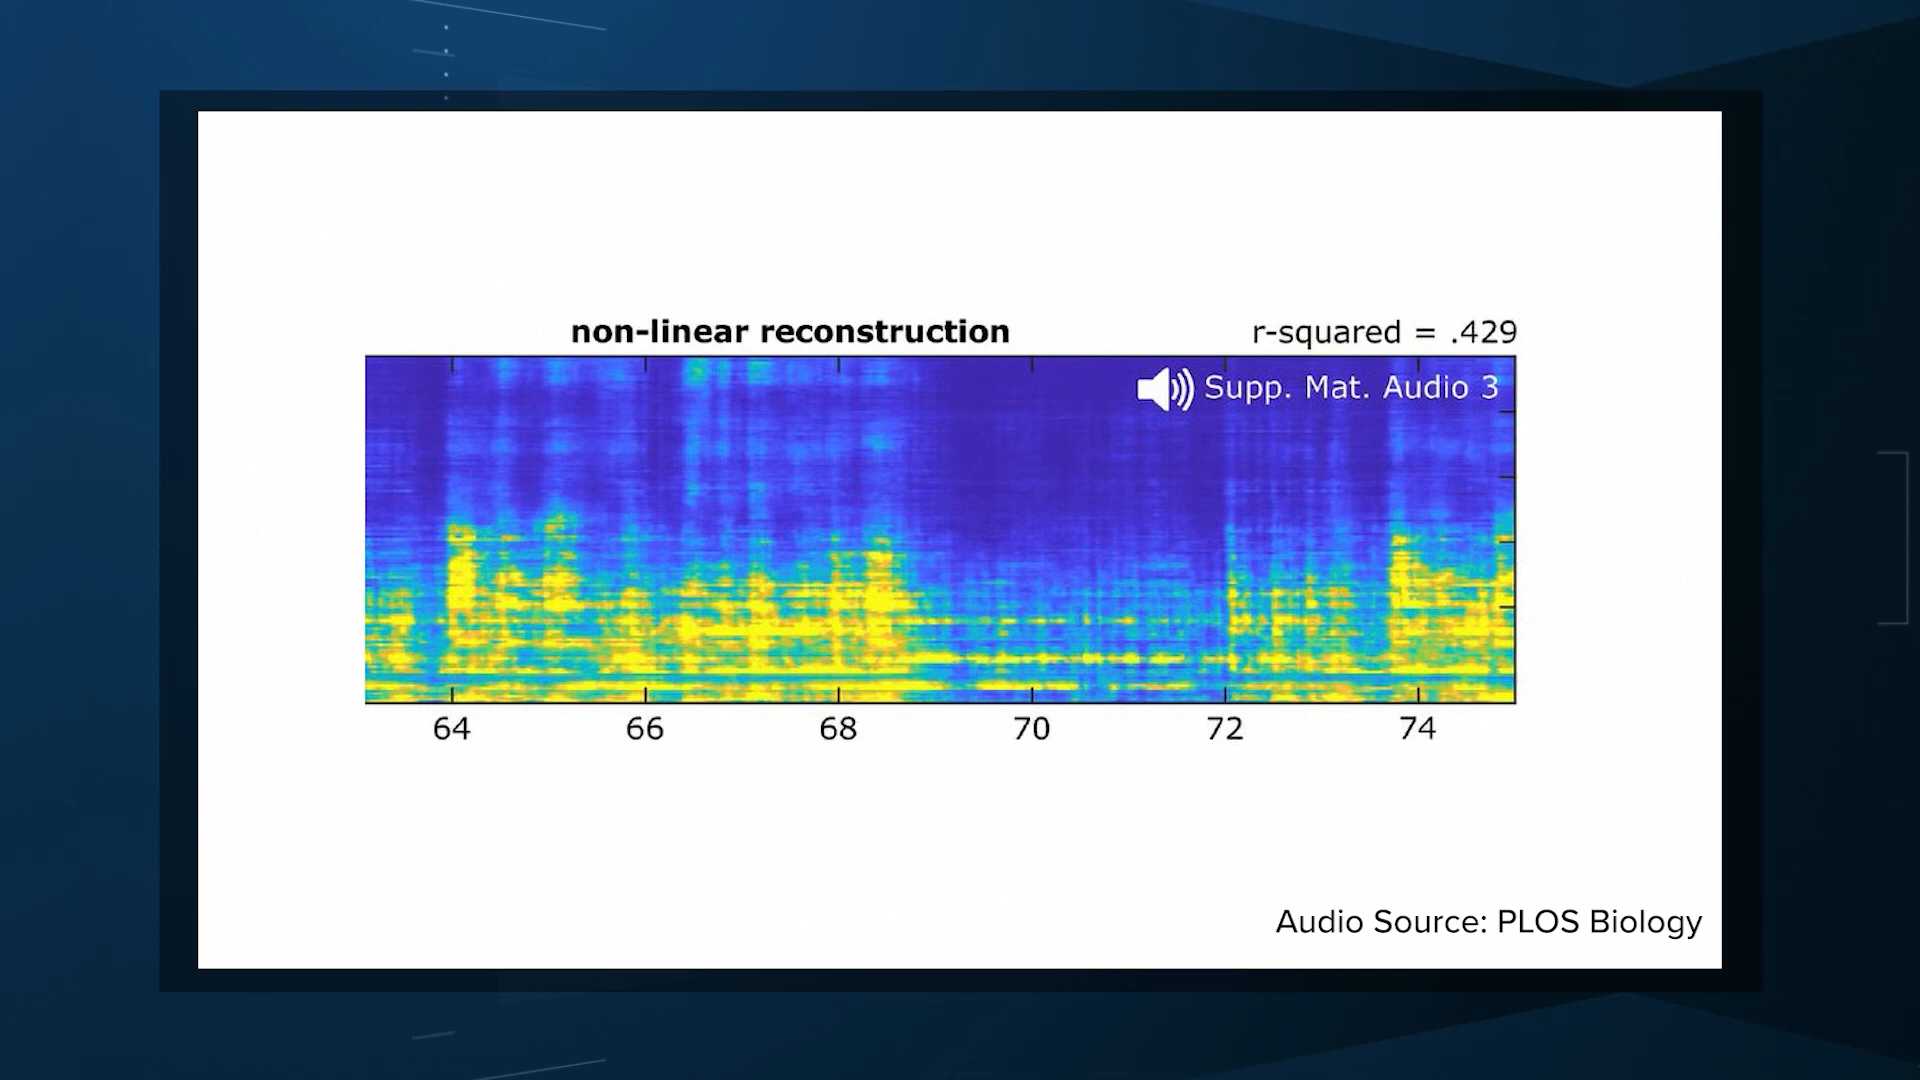 non-linear reconstruction
r-squared = .429
Supp. Mat. Audio 3
64 66 68 70 72 74
Audio Source: PLOS Biology